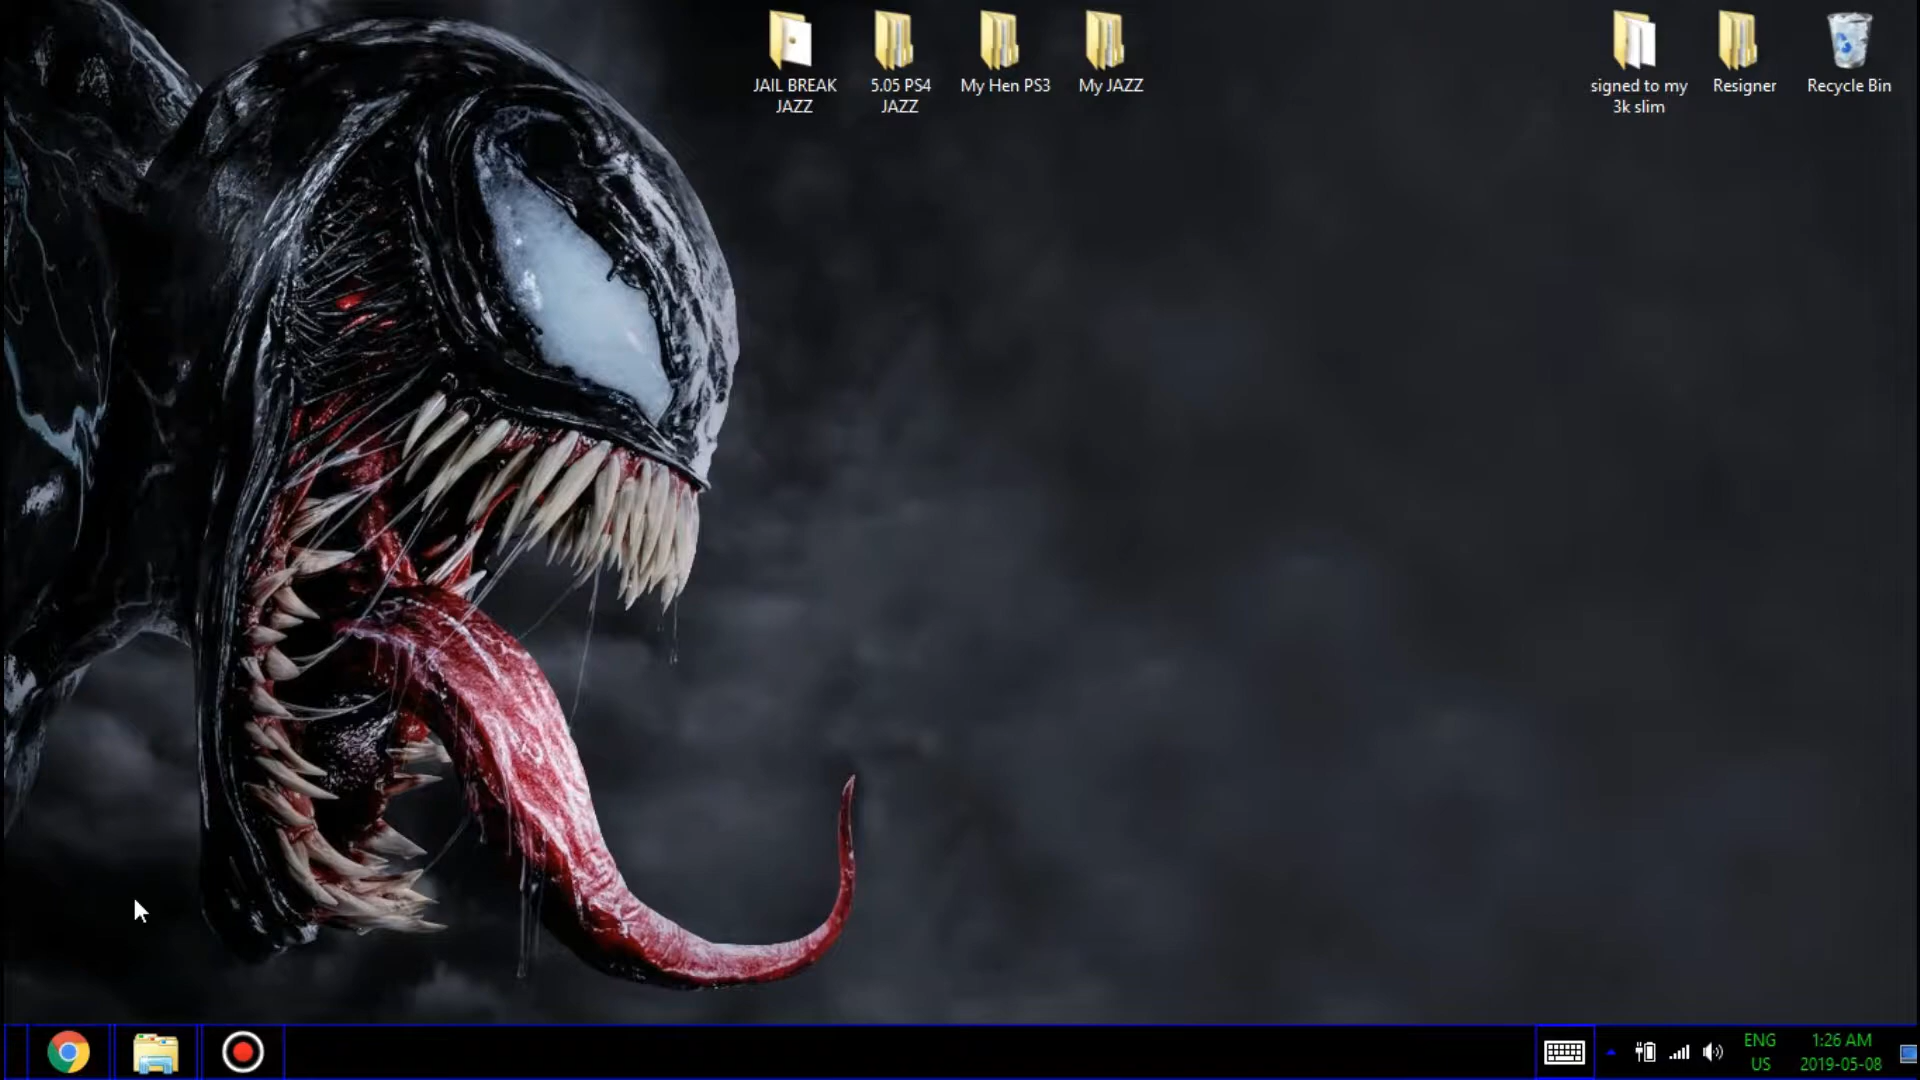 JAIL BREAK
JAZZ
5.05 PS4
JAZZ
My Hen PS3
My JAZZ
signed to my
3k slim
Resigner
Recycle Bin
ENG
US
1:26 AM
2019-05-08